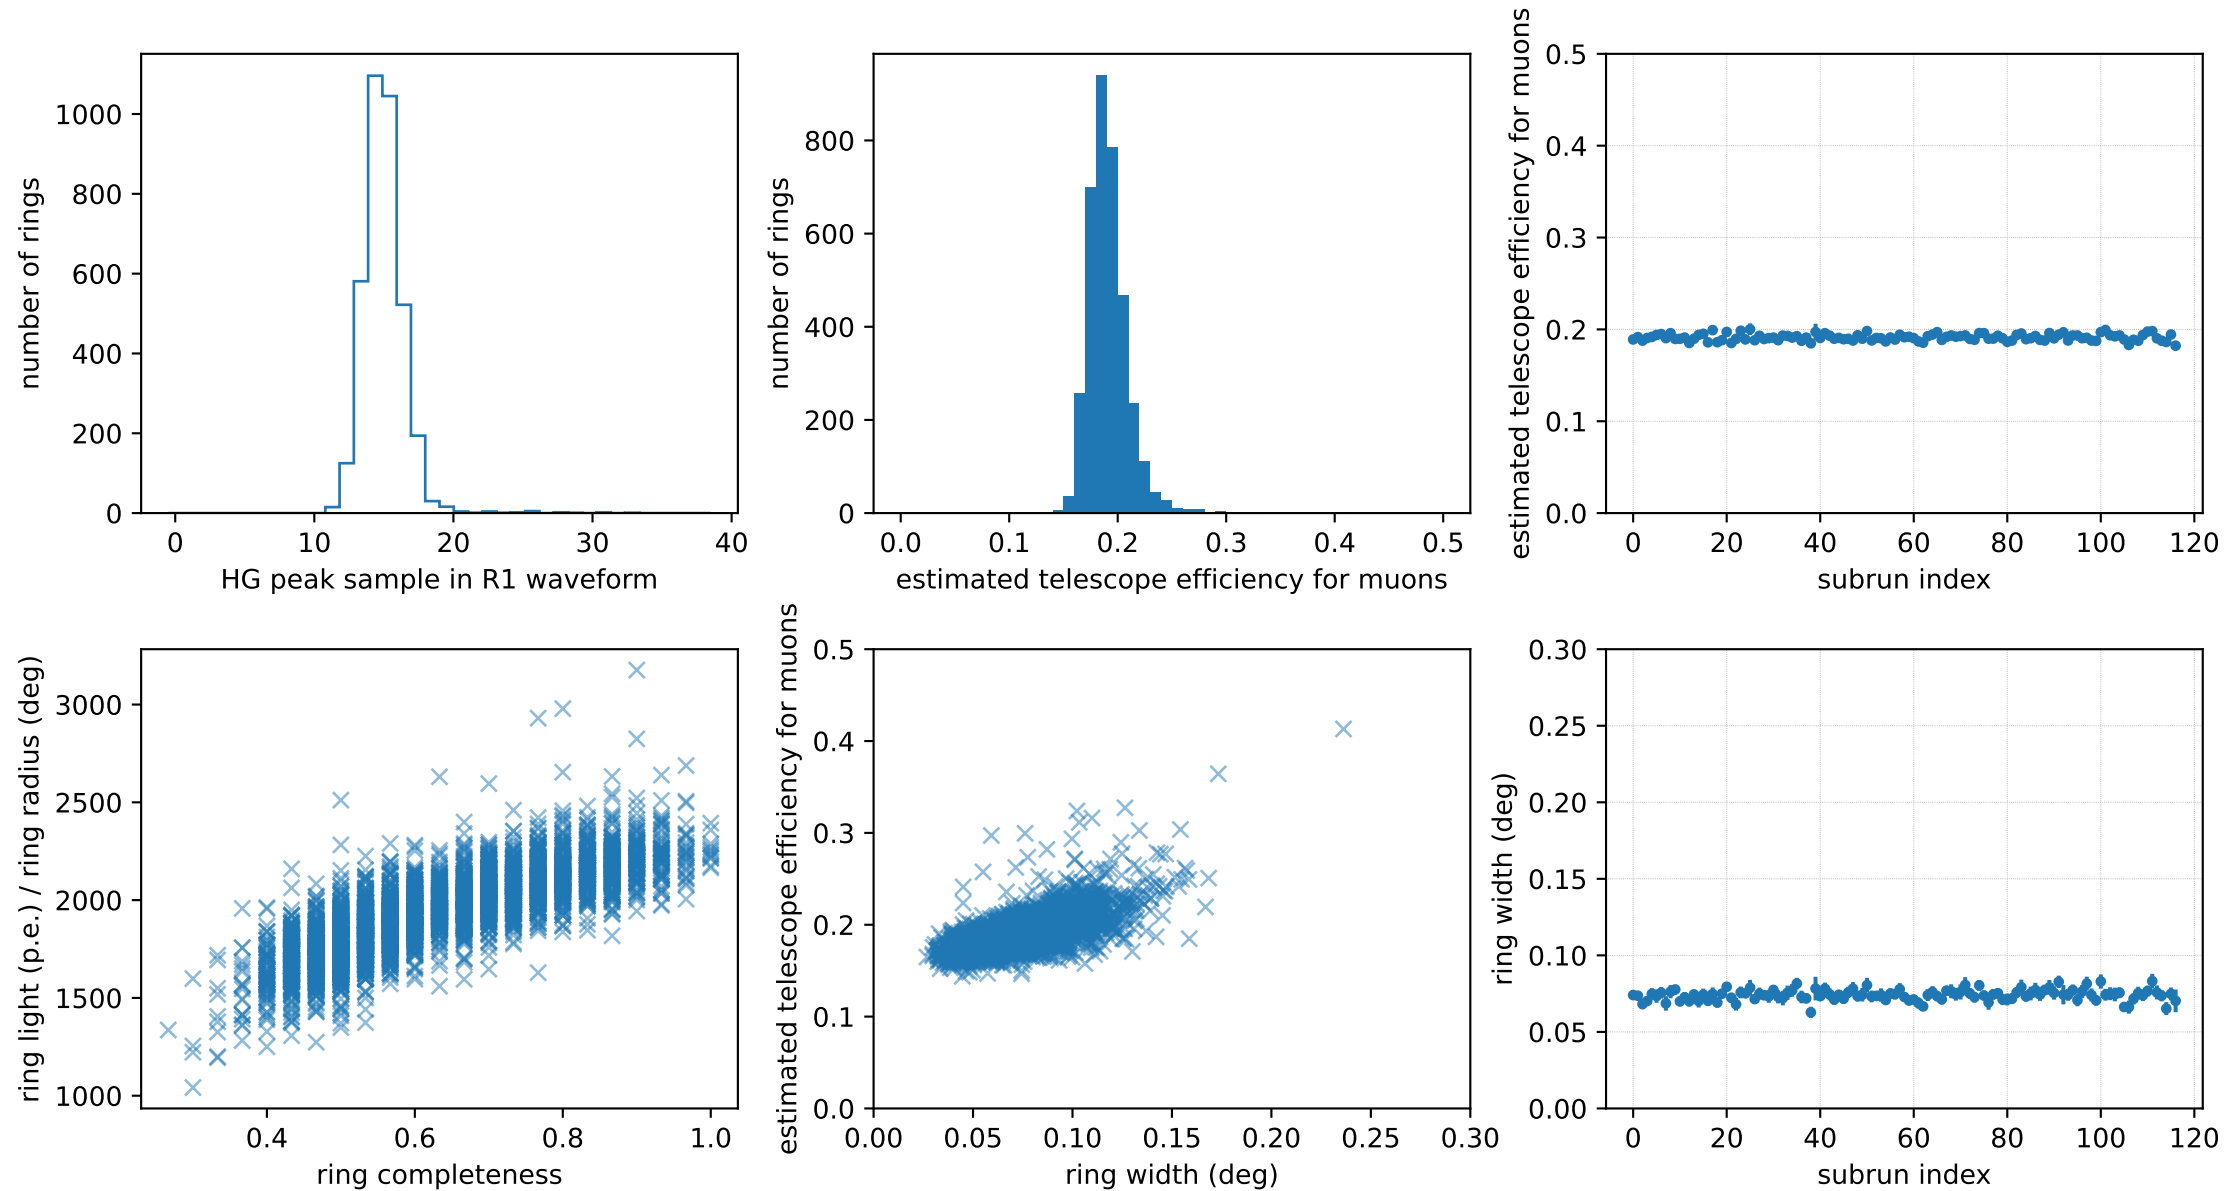 1000
800
600
400
200
0
number of rings
0 10 20 30 40
HG peak sample in R1 waveform
800
600
400
200
0
number of rings
0.0 0.1 0.2 0.3 0.4 0.5
estimated telescope efficiency for muons
0.5
0.4
0.3
0.2
0.1
0.0
estimated telescope efficiency for muons
0 20 40 60 80 100 120
subrun index
3000
2500
2000
1500
1000
ring light (p.e.) / ring radius (deg)
0.4 0.6 0.8 1.0
ring completeness
0.5
0.4
0.3
0.2
0.1
0.0
estimated telescope efficiency for muons
0.00 0.05 0.10 0.15 0.20 0.25 0.30
ring width (deg)
0.30
0.25
0.20
0.15
0.10
0.05
0.00
ring width (deg)
0 20 40 60 80 100 120
subrun index